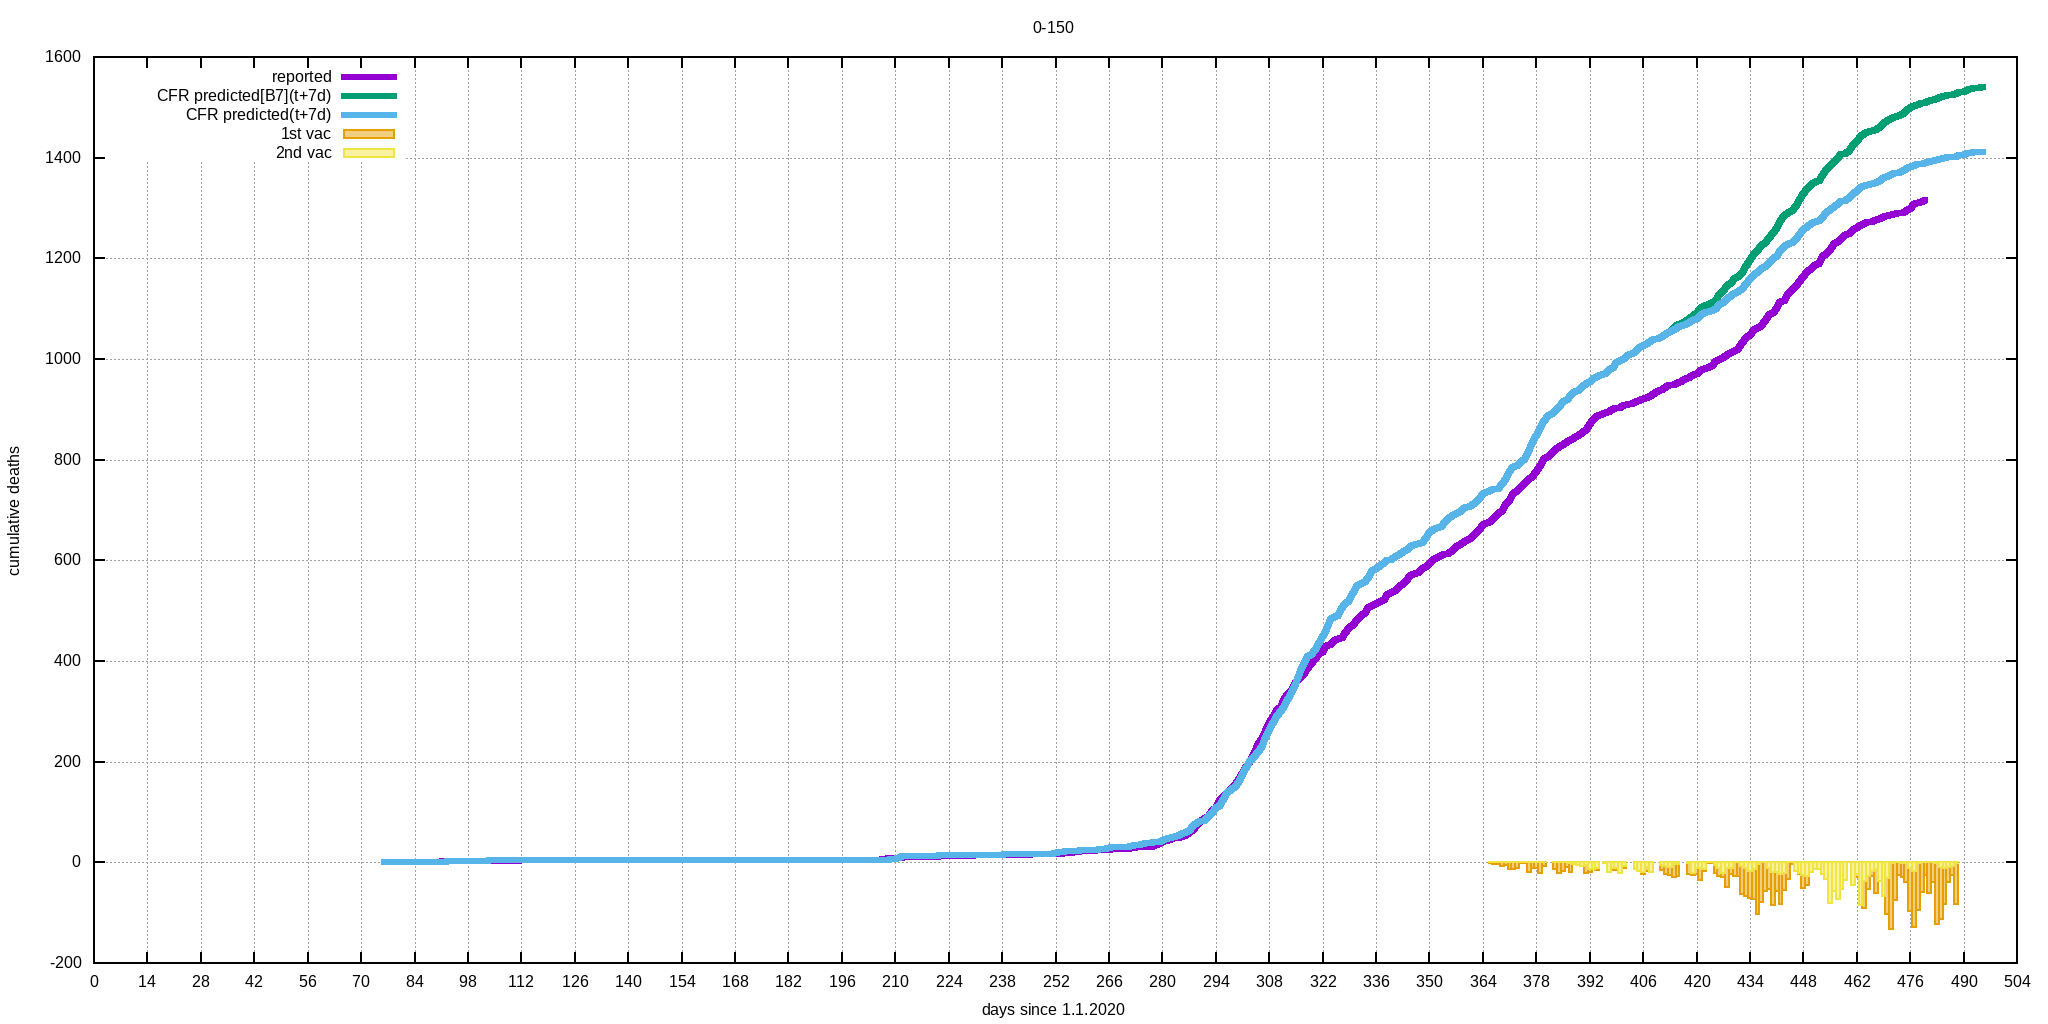 0-150
reported
CFR predicted[B7](t+7d)
CFR predicted(t+7d)
1st vac
2nd vac
1600
1400
1200
1000
800
600
400
200
0
-200
cumulative deaths
0 14 28 42 56 70 84 98 112 126 140 154 168 182 196 210 224 238 252 266 280 294 308 322 336 350 364 378 392 406 420 434 448 462 476 490 504
days since 1.1.2020